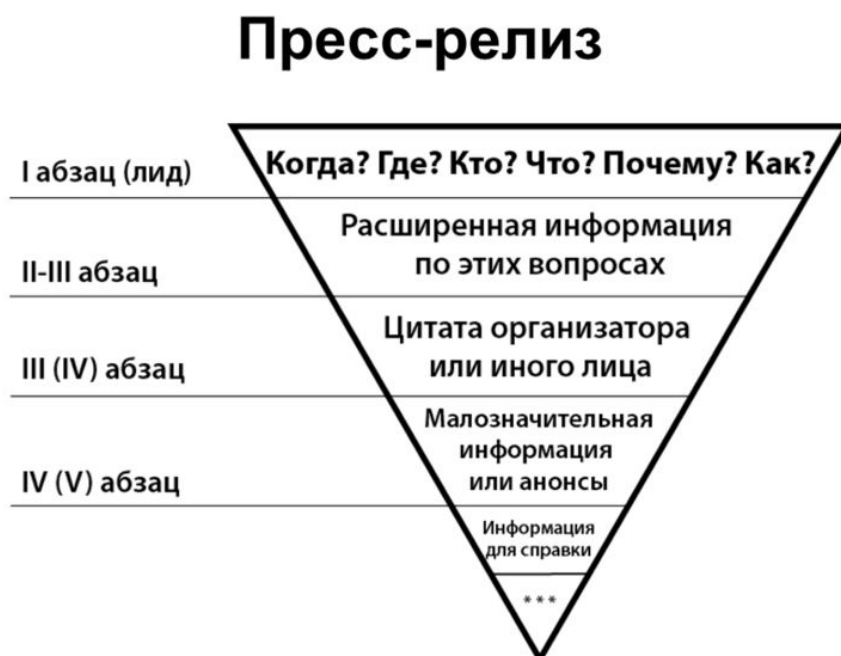 Пресс-релиз
I абзац (лид)
Когда? Где? Кто? Что? Почему? Как?
II-III абзац
Расширенная информация
по этих вопросах
III (IV) абзац
Цитата организатора
или иного лица
IV (V) абзац
Малозначительная
информация
или анонсы
Информация
для справки
***